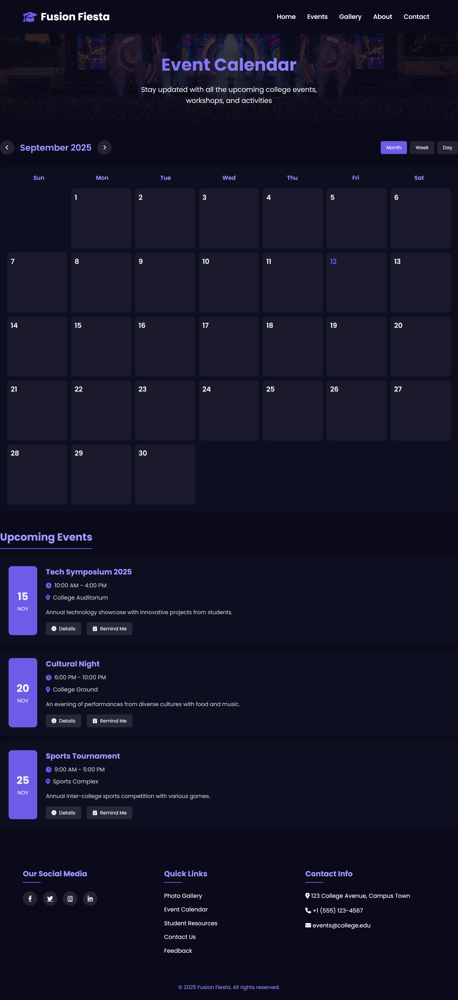 Fusion Fiesta
Home Events Gallery About Contact
Event Calendar
Stay updated with all the upcoming college events,
workshops, and activities
September 2025
Month Week Day
Sun Mon Tue Wed Thu Fri Sat
1 2 3 4 5 6
7 8 9 10 11 12 13
14 15 16 17 18 19 20
21 22 23 24 25 26 27
28 29 30
Upcoming Events
15
NOV
Tech Symposium 2025
10:00 AM - 4:00 PM
College Auditorium
Annual technology showcase with innovative projects from students.
Details Remind Me
20
NOV
Cultural Night
6:00 PM - 10:00 PM
College Ground
An evening of performances from diverse cultures with food and music.
Details Remind Me
25
NOV
Sports Tournament
9:00 AM - 5:00 PM
Sports Complex
Annual inter-college sports competition with various games.
Details Remind Me
Our Social Media
Quick Links
Photo Gallery
Event Calendar
Student Resources
Contact Us
Feedback
Contact Info
123 College Avenue, Campus Town
+1 (555) 123-4567
events@college.edu
© 2025 Fusion Fiesta. All rights reserved.